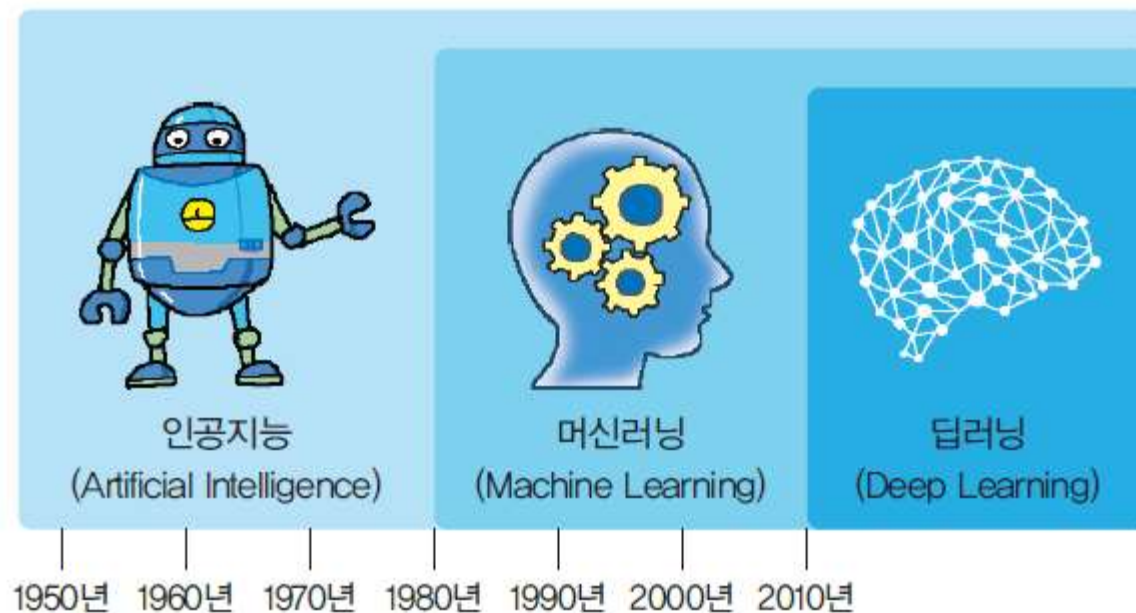 인공지능
(Artificial Intelligence)
머신러닝
(Machine Learning)
딥러닝
(Deep Learning)
1950년 1960년 1970년 1980년 1990년 2000년 2010년